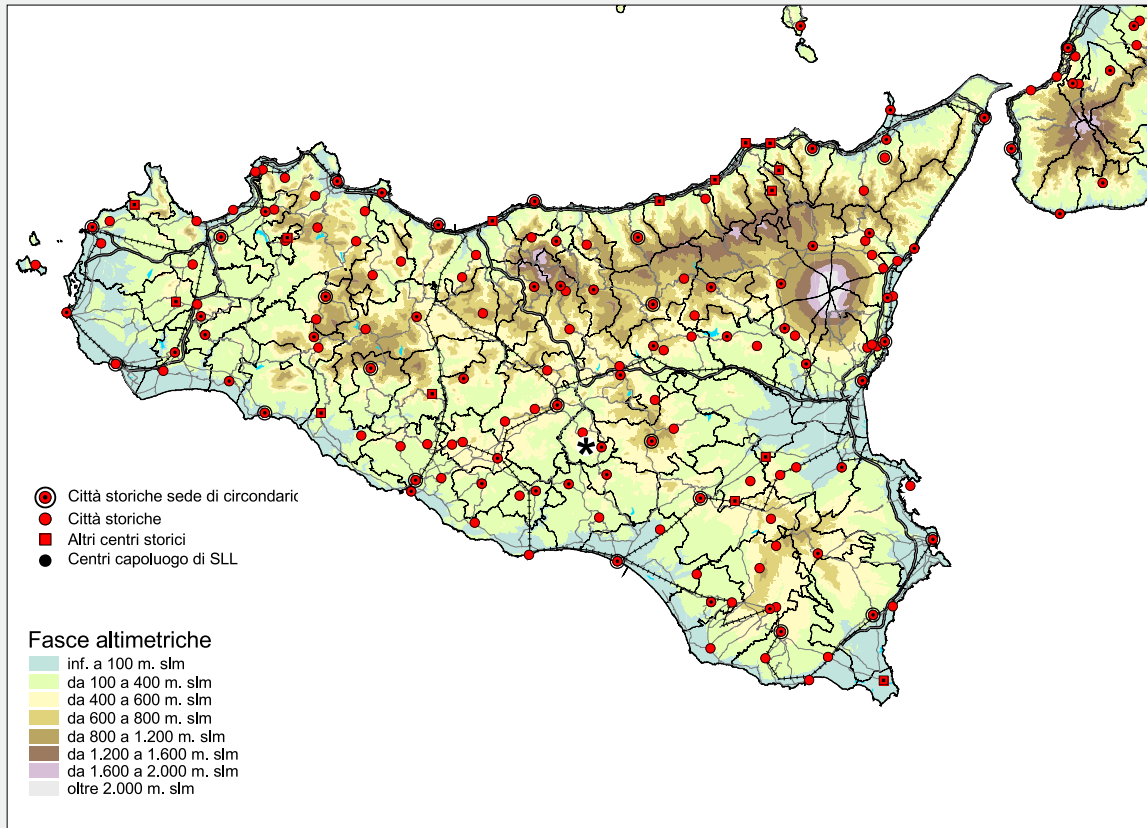 *
Città storiche sede di circondaric
Città storiche
Altri centri storici
Centri capoluogo di SLL
Fasce altimetriche
inf. a 100 m. slm
da 100 a 400 m. slm
da 400 a 600 m. slm
da 600 a 800 m. slm
da 800 a 1.200 m. slm
da 1.200 a 1.600 m. slm
da 1.600 a 2.000 m. slm
oltre 2.000 m. slm